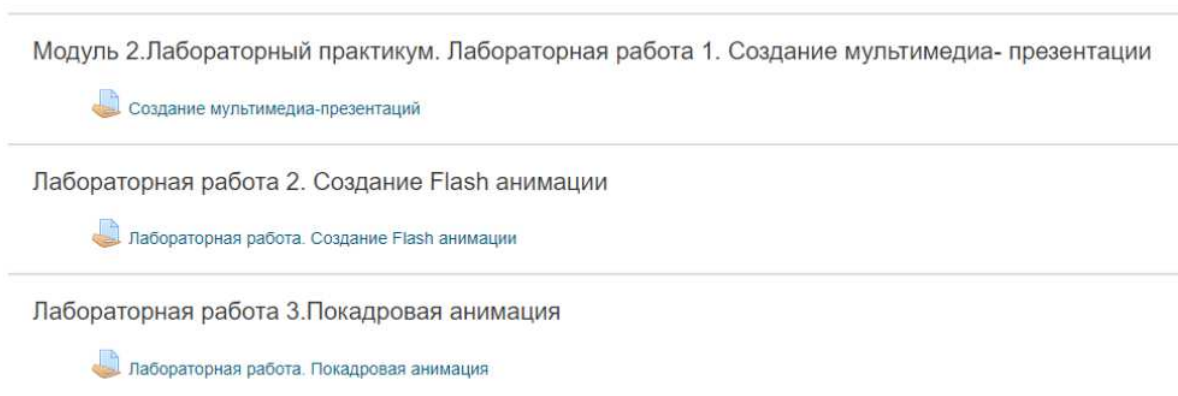 Модуль 2.Лабораторный практикум. Лабораторная работа 1. Создание мультимедиа- презентации
Создание мультимедиа-презентаций
Лабораторная работа 2. Создание Flash анимации
Лабораторная работа. Создание Flash анимации
Лабораторная работа 3.Покадровая анимация
Лабораторная работа. Покадровая анимация